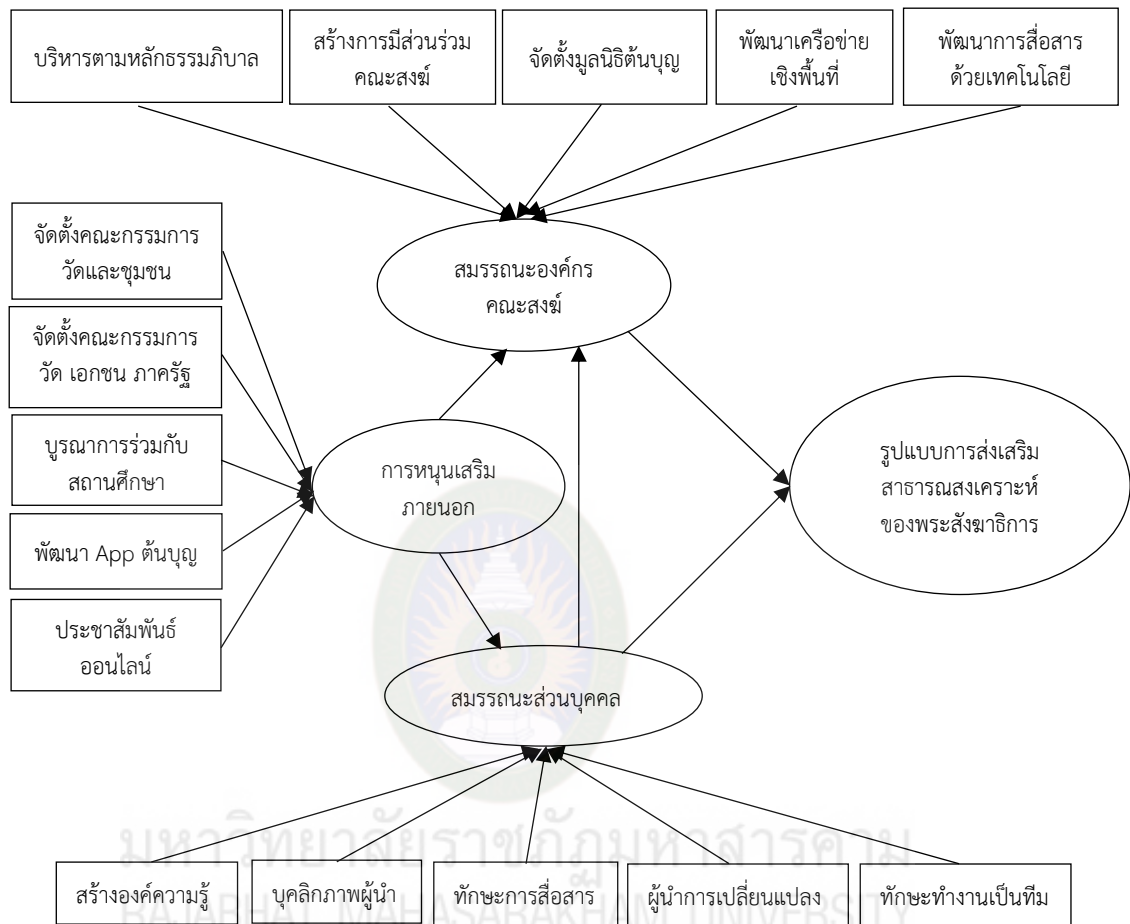 บริหารตามหลักธรรมภิบาล
สร้างการมีส่วนร่วม
คณะสงฆ์
จัดตั้งมูลนิธิต้นบุญ
พัฒนาเครือข่าย
เชิงพื้นที่
พัฒนาการสื่อสาร
ด้วยเทคโนโลยี
จัดตั้งคณะกรรมการ
วัดและชุมชน
สมรรถนะองค์กร
คณะสงฆ์
จัดตั้งคณะกรรมการ
วัด เอกชน ภาครัฐ
บูรณาการร่วมกับ
สถานศึกษา
การหนุนเสริม
ภายนอก
รูปแบบการส่งเสริม
สาธารณสงเคราะห์
ของพระสังฆาธิการ
พัฒนา App ต้นบุญ
ประชาสัมพันธ์
ออนไลน์
สมรรถนะส่วนบุคคล
มหาวิทยาลัยราชภัฏมหาสารคาม
สร้างองค์ความรู้
บุคลิกภาพผู้นำ
ทักษะการสื่อสาร
ผู้นำการเปลี่ยนแปลง
ทักษะทำงานเป็นทีม
RAJABHAT MAHASARAKHAM UNIVERSITY